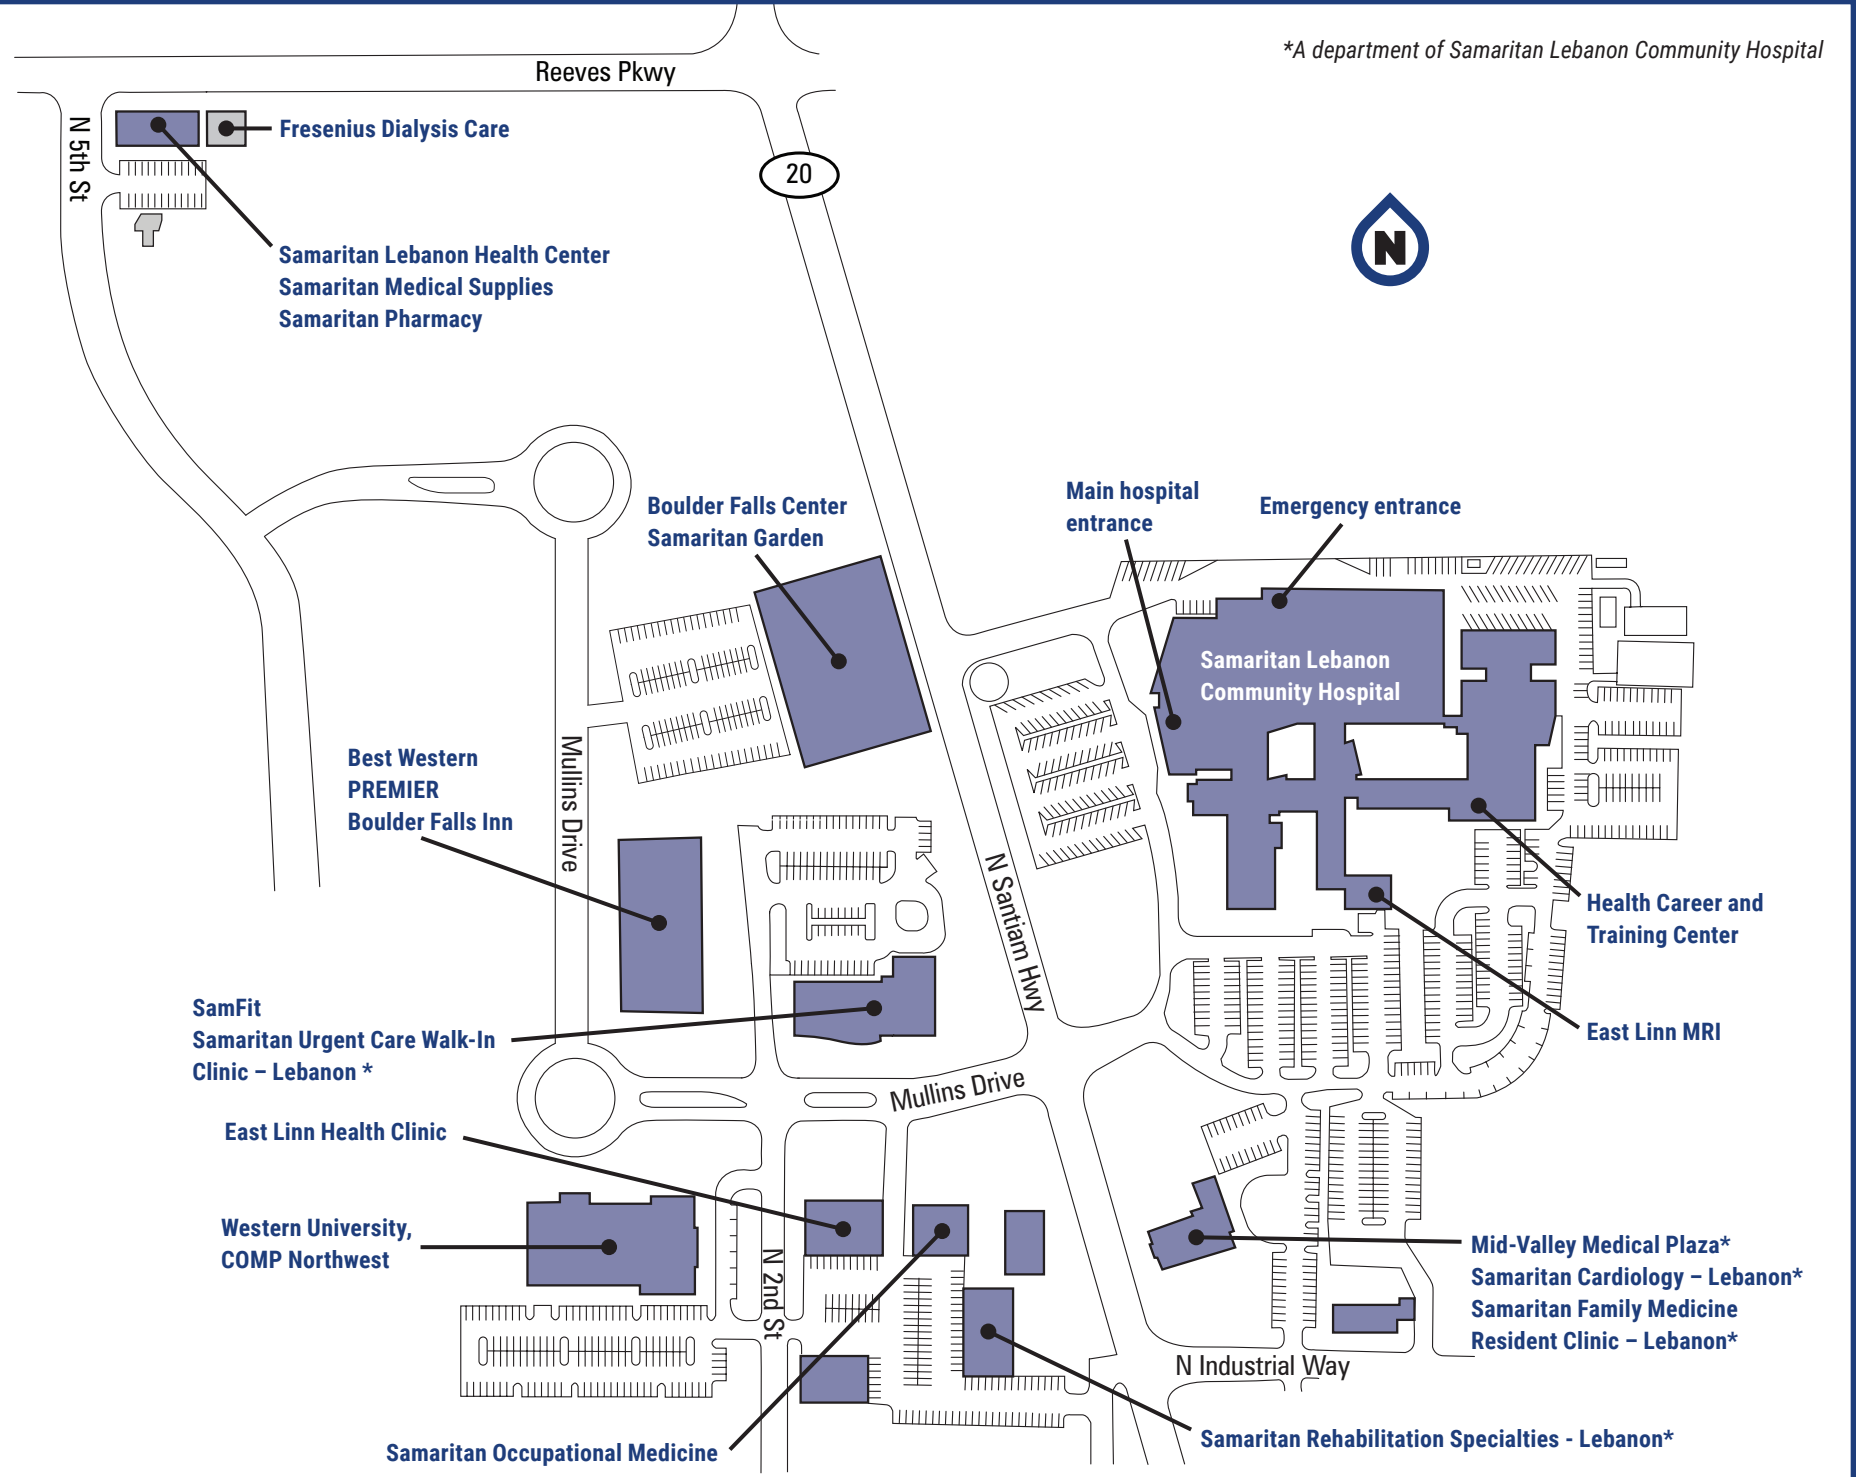 *A department of Samaritan Lebanon Community Hospital
Reeves Pkwy
N 5th St
Fresenius Dialysis Care
20
N
Samaritan Lebanon Health Center
Samaritan Medical Supplies
Samaritan Pharmacy
Boulder Falls Center
Samaritan Garden
Main hospital
entrance
Emergency entrance
Samaritan Lebanon
Community Hospital
Best Western
PREMIER
Boulder Falls Inn
Mullins Drive
N Santiam Hwy
Health Career and
Training Center
East Linn MRI
SamFit
Samaritan Urgent Care Walk-In
Clinic – Lebanon *
Mullins Drive
East Linn Health Clinic
Western University,
COMP Northwest
N 2nd St
Mid-Valley Medical Plaza*
Samaritan Cardiology – Lebanon*
Samaritan Family Medicine
Resident Clinic – Lebanon*
N Industrial Way
Samaritan Occupational Medicine
Samaritan Rehabilitation Specialties - Lebanon*